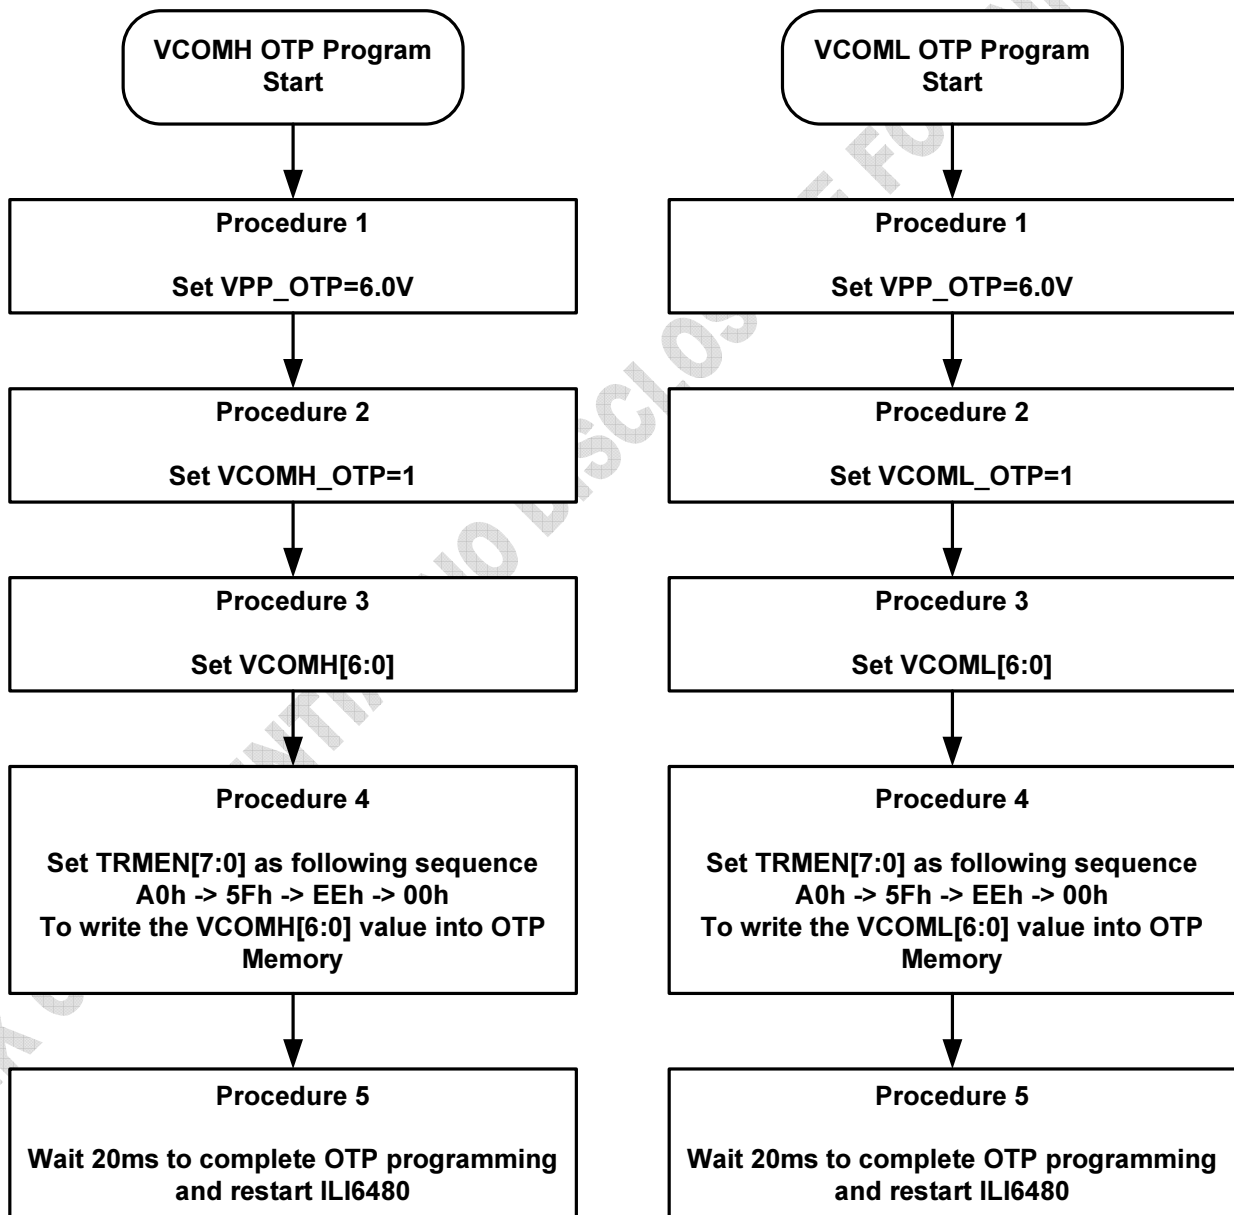 VCOMH OTP Program
Start
Procedure 1
Set VPP_OTP=6.0V
Procedure 2
Set VCOMH_OTP=1
Procedure 3
Set VCOMH[6:0]
Procedure 4
Set TRMEN[7:0] as following sequence
A0h -> 5Fh -> EEh -> 00h
To write the VCOMH[6:0] value into OTP
Memory
Procedure 5
Wait 20ms to complete OTP programming
and restart ILI6480
VCOML OTP Program
Start
Procedure 1
Set VPP_OTP=6.0V
Procedure 2
Set VCOML_OTP=1
Procedure 3
Set VCOML[6:0]
Procedure 4
Set TRMEN[7:0] as following sequence
A0h -> 5Fh -> EEh -> 00h
To write the VCOML[6:0] value into OTP
Memory
Procedure 5
Wait 20ms to complete OTP programming
and restart ILI6480
NO